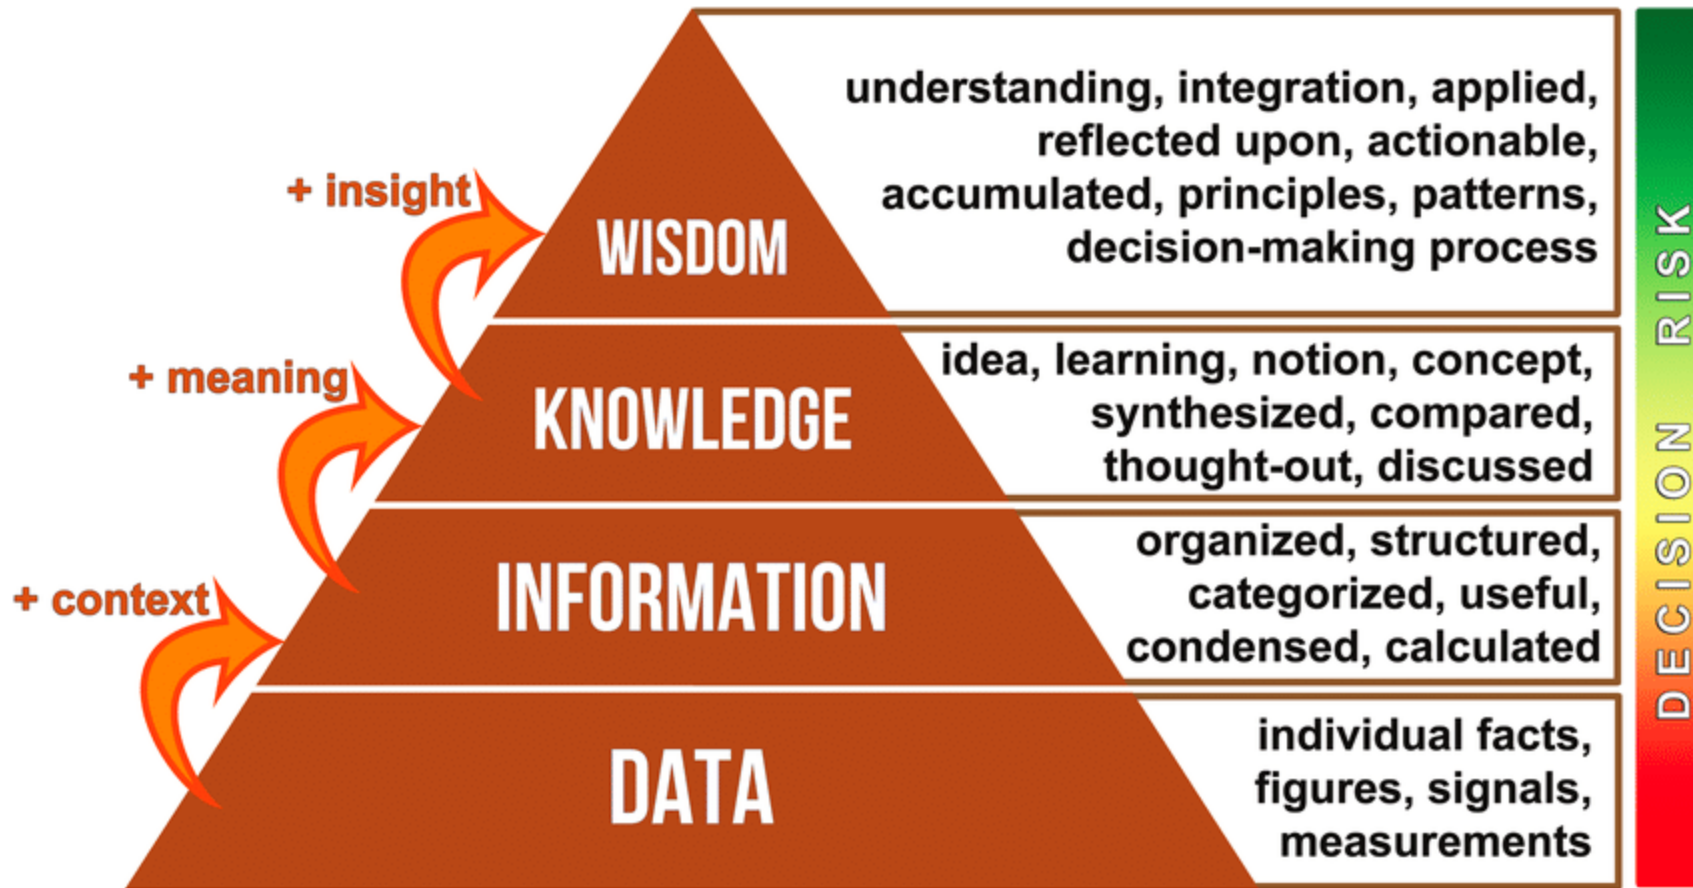 understanding, integration, applied,
reflected upon, actionable,
accumulated, principles, patterns,
decision-making process
+ insight
WISDOM
idea, learning, notion, concept,
synthesized, compared,
thought-out, discussed
+ meaning
KNOWLEDGE
organized, structured,
categorized, useful,
condensed, calculated
+ context
INFORMATION
individual facts,
figures, signals,
measurements
DATA
DECISION RISK